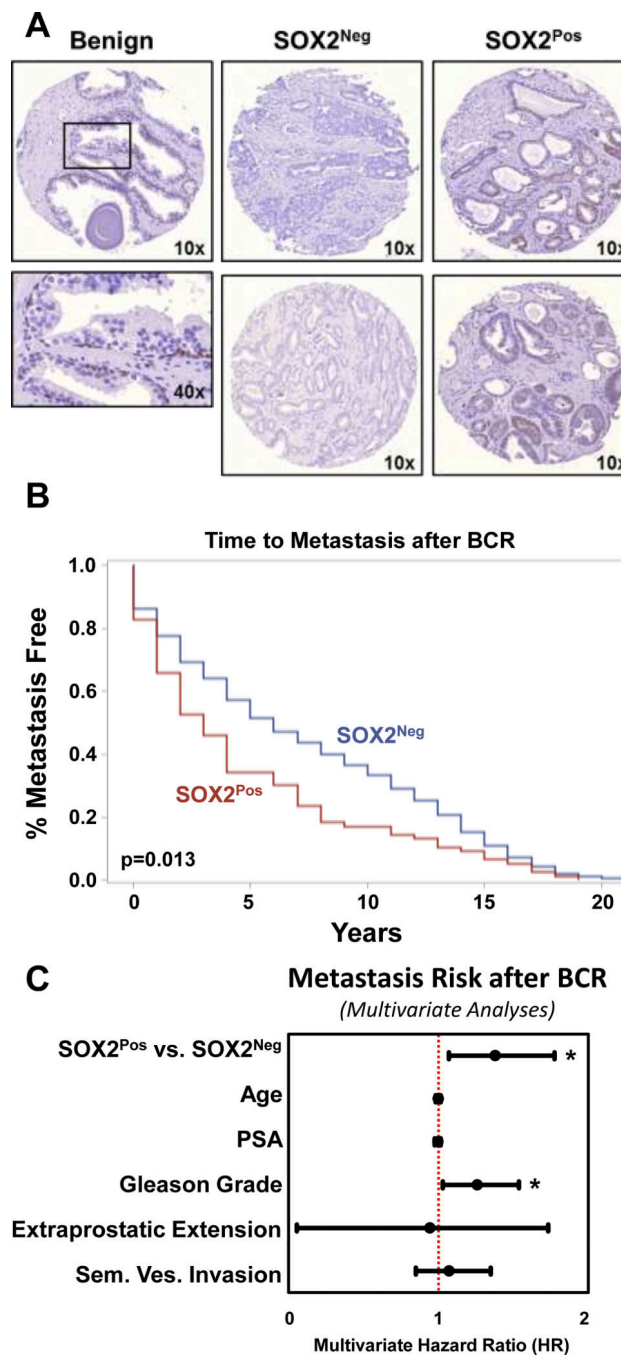 A
Benign SOX2Neg SOX2Pos
10x 10x 10x
40x 10x 10x
B
Time to Metastasis after BCR
% Metastasis Free
1.0
0.8
0.6
0.4
0.2
0.0
SOX2Neg
SOX2Pos
p=0.013
0 5 10 15 20
Years
C
Metastasis Risk after BCR
(Multivariate Analyses)
SOX2Pos vs. SOX2Neg
*
Age
PSA
Gleason Grade
*
Extraprostatic Extension
Sem. Ves. Invasion
0 1 2
Multivariate Hazard Ratio (HR)